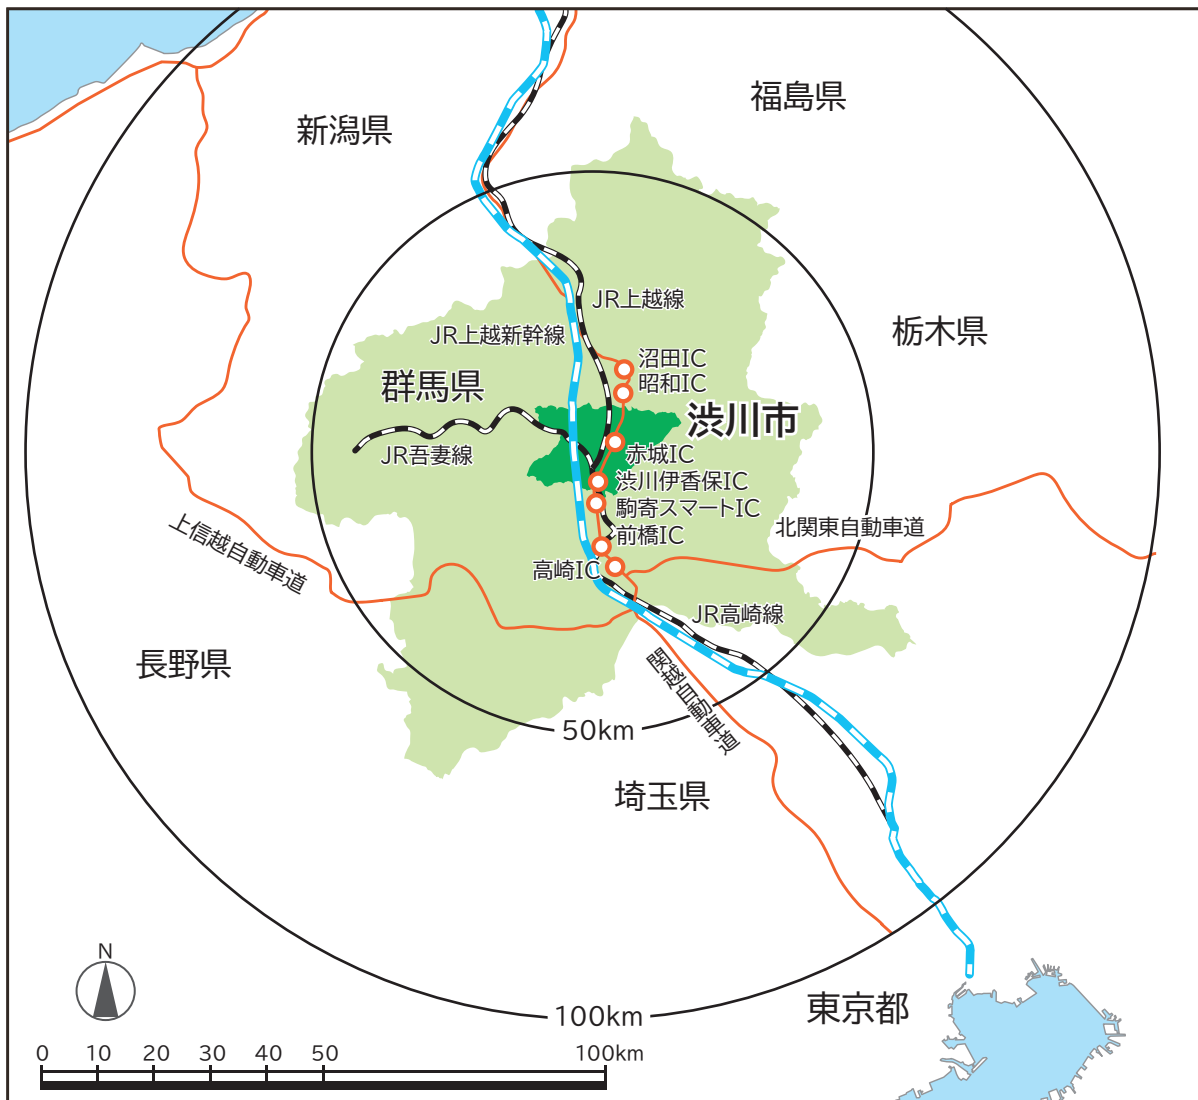 福島県
新潟県
JR上越線
栃木県
JR上越新幹線
沼田IC
昭和IC
群馬県
渋川市
JR吾妻線
赤城IC
渋川伊香保IC
駒寄スマートIC
前橋IC
北関東自動車道
上信越自動車道
高崎IC
JR高崎線
長野県
関越自動車道
50km
埼玉県
N
東京都
100km
0 10 20 30 40 50 100km